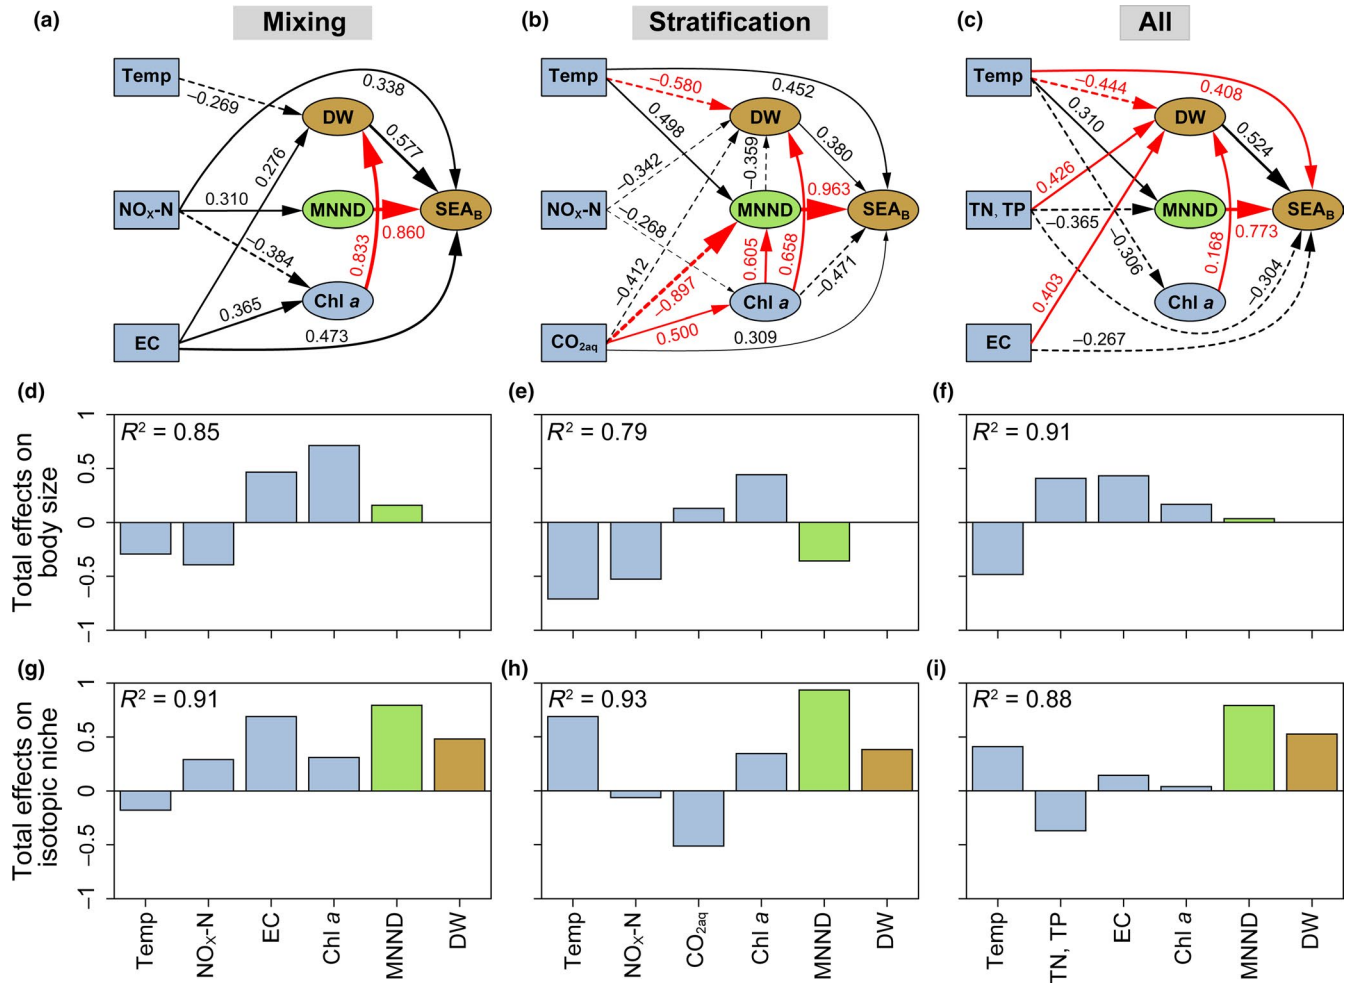 (a) Mixing
Temp
NOX-N
EC
DW
MNND
Chl a
SEAB
−0.269
0.338
0.276
0.577
0.310
0.860
−0.384
0.833
0.365
0.473
(b) Stratification
Temp
NOX-N
CO2aq
DW
MNND
Chl a
SEAB
−0.580
0.452
0.498
−0.342
−0.359
0.380
0.963
−0.268
−0.412
−0.897
0.605
0.658
−0.471
0.500
0.309
(c) All
Temp
TN, TP
EC
DW
MNND
Chl a
SEAB
−0.444
0.408
0.310
0.426
0.524
−0.365
0.773
−0.306
0.168
0.403
−0.304
−0.267
(d)
R2 = 0.85
Total effects on
body size
1
0.5
0
−0.5
−1
(e)
R2 = 0.79
(f)
R2 = 0.91
(g)
R2 = 0.91
Total effects on
isotopic niche
1
0.5
0
−0.5
−1
Temp
NOX-N
EC
Chl a
MNND
DW
(h)
R2 = 0.93
Temp
NOX-N
CO2aq
Chl a
MNND
DW
(i)
R2 = 0.88
Temp
TN, TP
EC
Chl a
MNND
DW